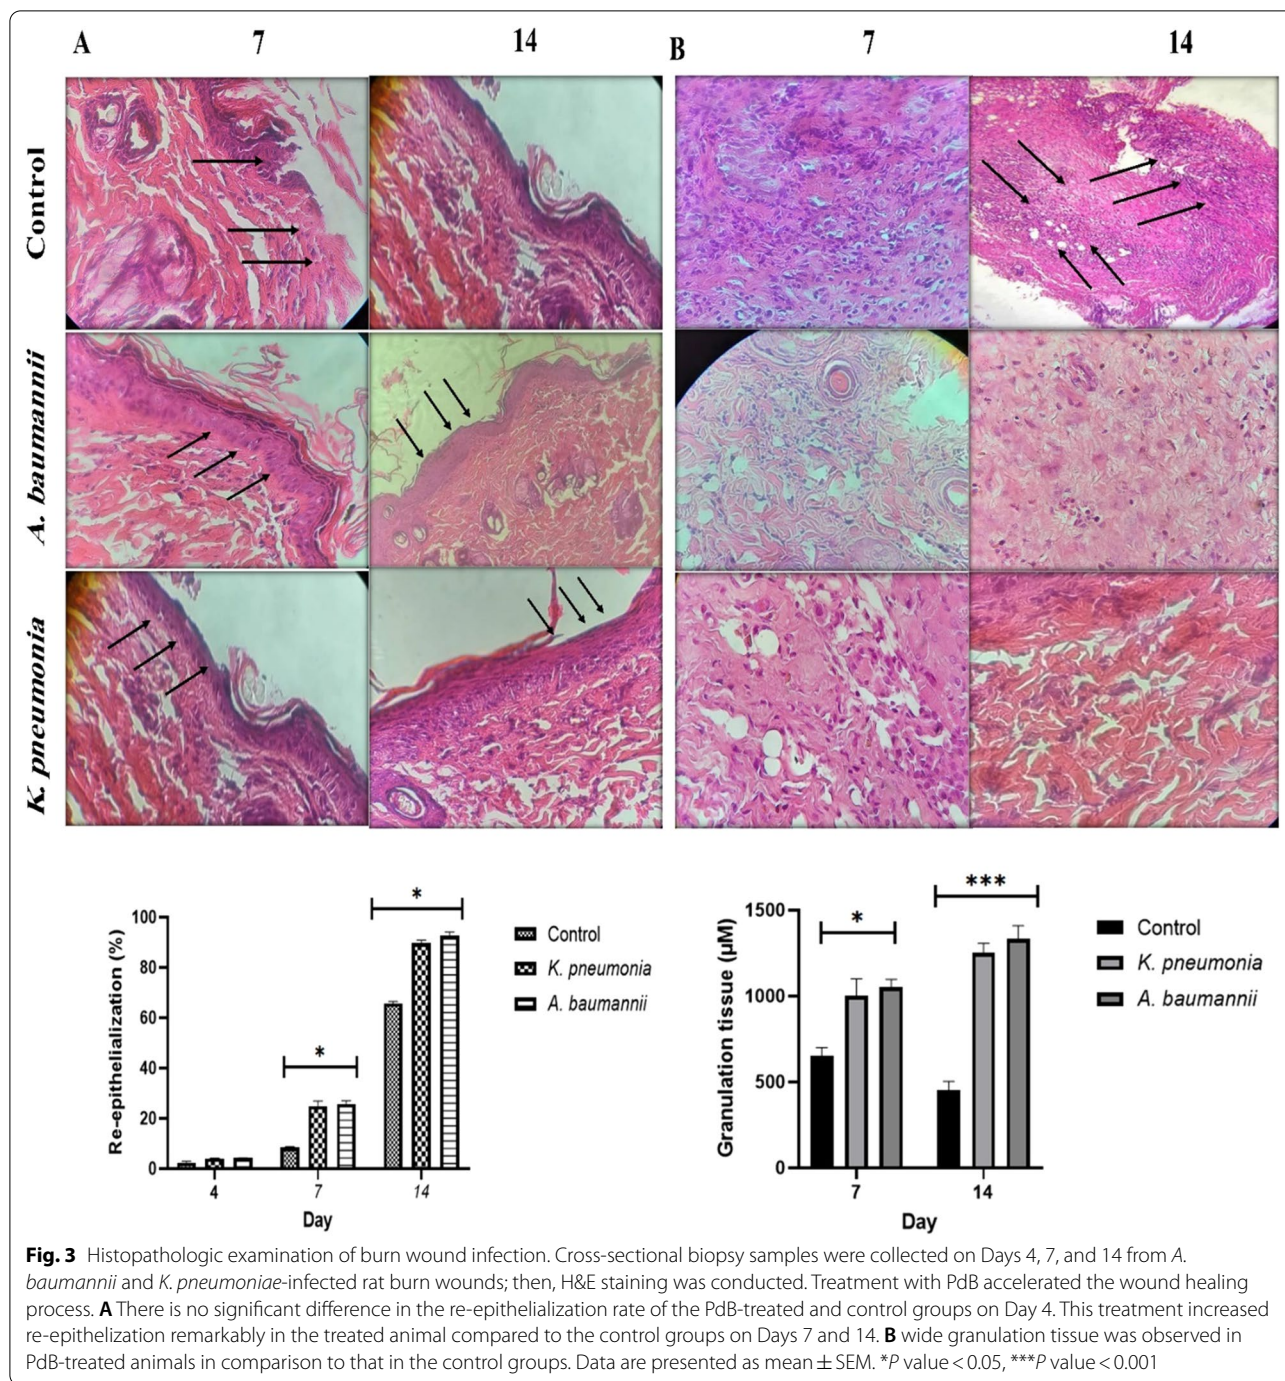 A 7 14 B 7 14
Control
A. baumannii
K. pneumonia
*
*
100
80
60
40
20
0
Re-epithelialization (%)
4 7 14
Day
Control
K. pneumonia
A. baumannii
*
***
1500
1000
500
0
Granulation tissue (µM)
7 14
Day
Control
K. pneumonia
A. baumannii
Fig. 3 Histopathologic examination of burn wound infection. Cross-sectional biopsy samples were collected on Days 4, 7, and 14 from A.
baumannii and K. pneumoniae-infected rat burn wounds; then, H&E staining was conducted. Treatment with PdB accelerated the wound healing
process. A There is no significant difference in the re-epithelialization rate of the PdB-treated and control groups on Day 4. This treatment increased
re-epithelization remarkably in the treated animal compared to the control groups on Days 7 and 14. B wide granulation tissue was observed in
PdB-treated animals in comparison to that in the control groups. Data are presented as mean ± SEM. *P value < 0.05, ***P value < 0.001